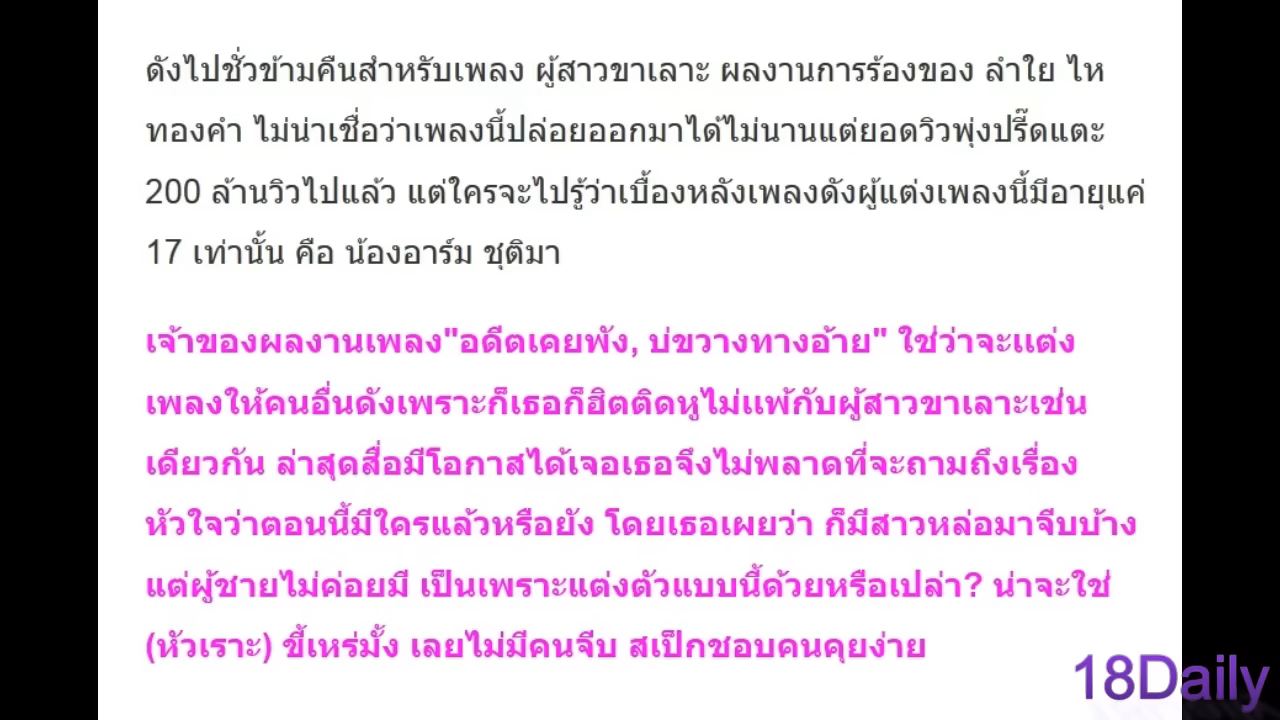 ดังไปชั่วข้ามคืนสำหรับเพลง ผู้สาวขาเลาะ ผลงานการร้องของ ลำใย ไห
ทองคำ ไม่น่าเชื่อว่าเพลงนี้ปล่อยออกมาได้ไม่นานแต่ยอดวิวพุ่งปรี๊ดแตะ
200 ล้านวิวไปแล้ว แต่ใครจะไปรู้ว่าเบื้องหลังเพลงดังผู้แต่งเพลงนี้มีอายุแค่
17 เท่านั้น คือ น้องอาร์ม ชุติมา
เจ้าของผลงานเพลง"อดีตเคยพัง, บ่ขวางทางอ้าย" ใช่ว่าจะแต่ง
เพลงให้คนอื่นดังเพราะก็เธอก็ฮิตติดหูไม่แพ้กับผู้สาวขาเลาะเช่น
เดียวกัน ล่าสุดสื่อมีโอกาสได้เจอเธอจึงไม่พลาดที่จะถามถึงเรื่อง
หัวใจว่าตอนนี้มีใครแล้วหรือยัง โดยเธอเผยว่า ก็มีสาวหล่อมาจีบบ้าง
แต่ผู้ชายไม่ค่อยมี เป็นเพราะแต่งตัวแบบนี้ด้วยหรือเปล่า? น่าจะใช่
(หัวเราะ) ขี้เหร่มั้ง เลยไม่มีคนจีบ สเป็กชอบคนคุยง่าย
18Daily